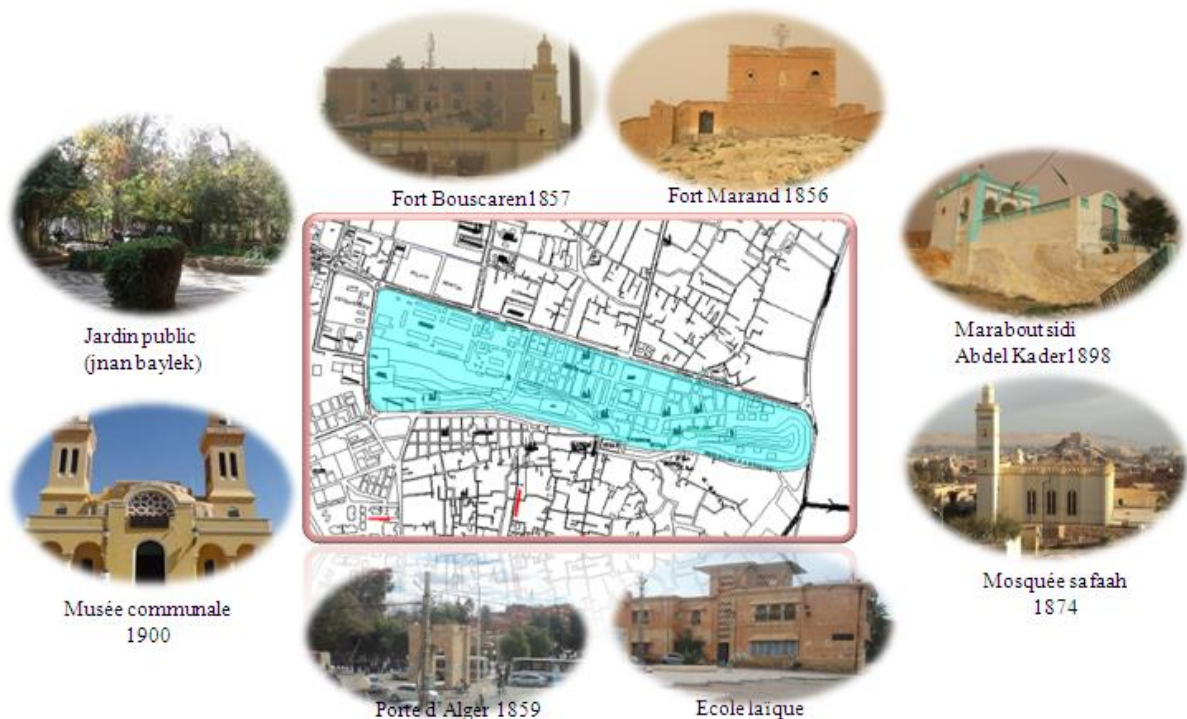 Fort Bouscaren1857
Fort Marand 1856
Jardin public
(jnan baylek)
Marabout sidi
Abdel Kader1898
Musée communale
1900
Mosquée safaah
1874
Porte d'Alger 1859
Ecole laïque